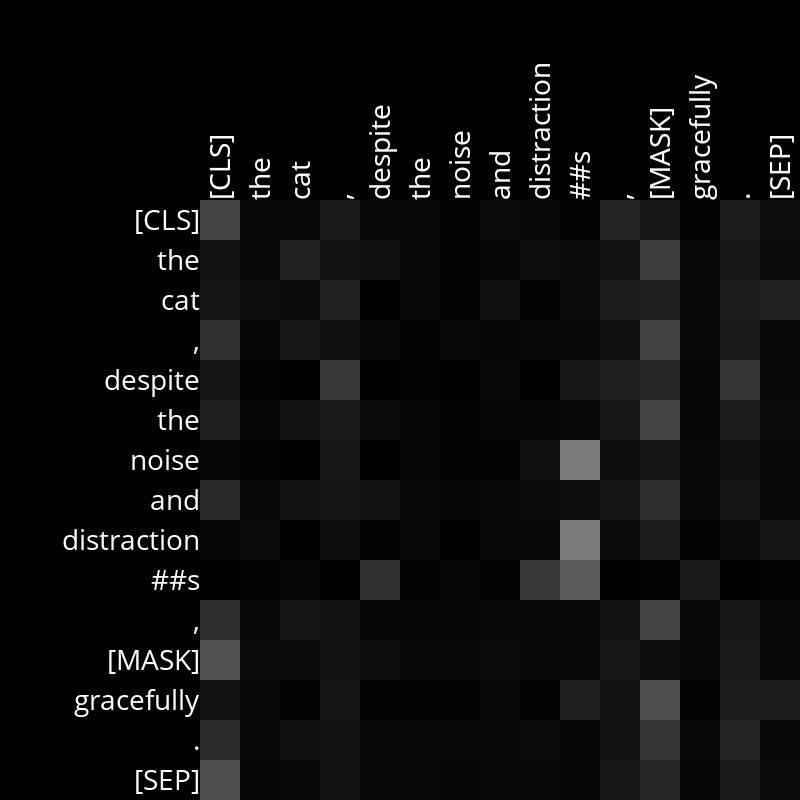 [CLS]
the
cat
,
despite
the
noise
and
distraction
##s
,
[MASK]
gracefully
.
[SEP]
[CLS]
the
cat
,
despite
the
noise
and
distraction
##s
,
[MASK]
gracefully
.
[SEP]